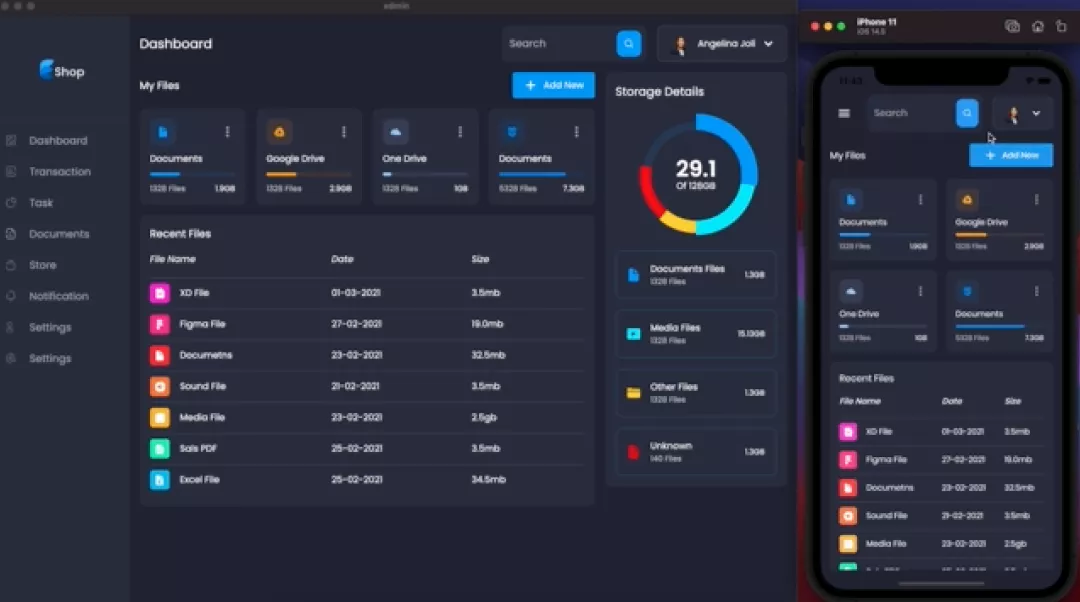 admin
Shop
Dashboard
Transaction
Task
Documents
Store
Notification
Settings
Settings
Dashboard
Search
Angelina Joli
My Files
+ Add New
Documents
1328 Files 1.9GB
Google Drive
1328 Files 2.9GB
One Drive
1328 Files 1GB
Documents
5328 Files 7.3GB
Recent Files
File Name Date Size
XD File 01-03-2021 3.5mb
Figma File 27-02-2021 19.0mb
Documetns 23-02-2021 32.5mb
Sound File 21-02-2021 3.5mb
Media File 23-02-2021 2.5gb
Sals PDF 25-02-2021 3.5mb
Excel File 25-02-2021 34.5mb
Storage Details
29.1
Of 128GB
Documents Files
1328 Files
1.3GB
Media Files
1328 Files
15.13GB
Other Files
1328 Files
1.3GB
Unknown
140 Files
1.3GB
iPhone 11
iOS 14.5
11:43
Search
My Files
+ Add New
Documents
1328 Files 1.9GB
Google Drive
1328 Files 2.9GB
One Drive
1328 Files 1GB
Documents
5328 Files 7.3GB
Recent Files
File Name Date Size
XD File 01-03-2021 3.5mb
Figma File 27-02-2021 19.0mb
Documetns 23-02-2021 32.5mb
Sound File 21-02-2021 3.5mb
Media File 23-02-2021 2.5gb